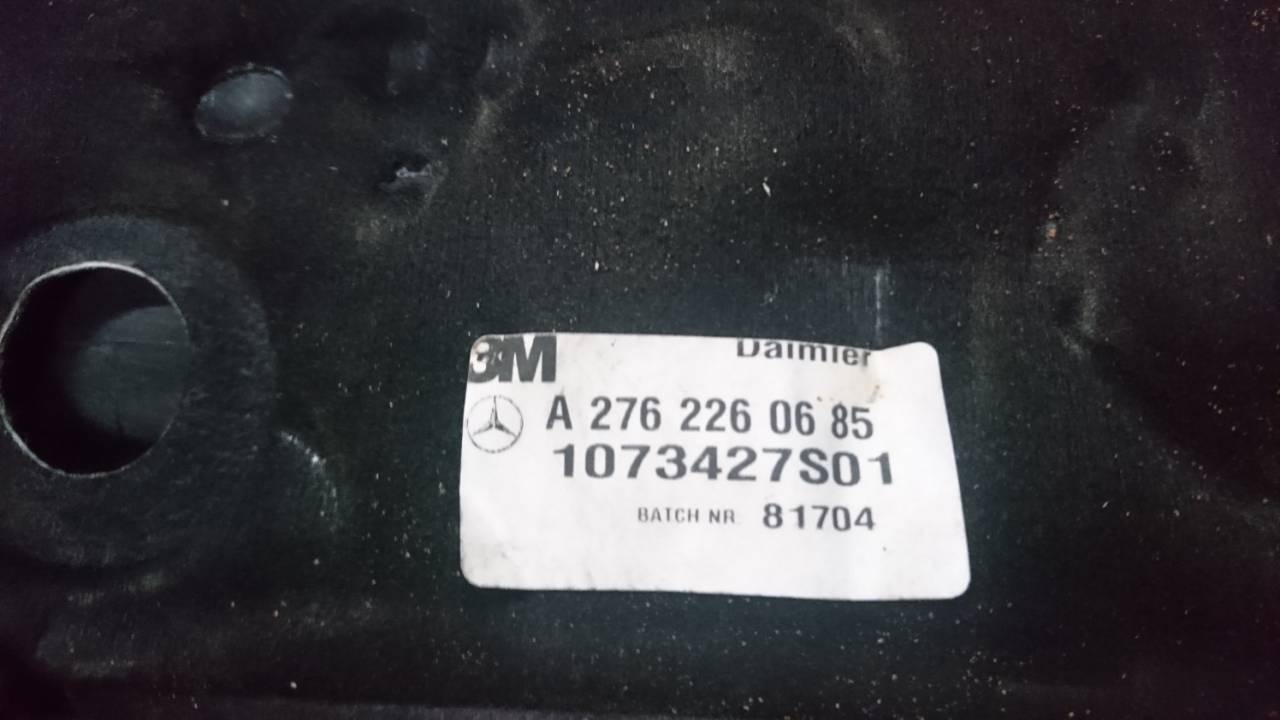 3M Daimler
A 276 226 06 85
1073427S01
BATCH NR. 81704